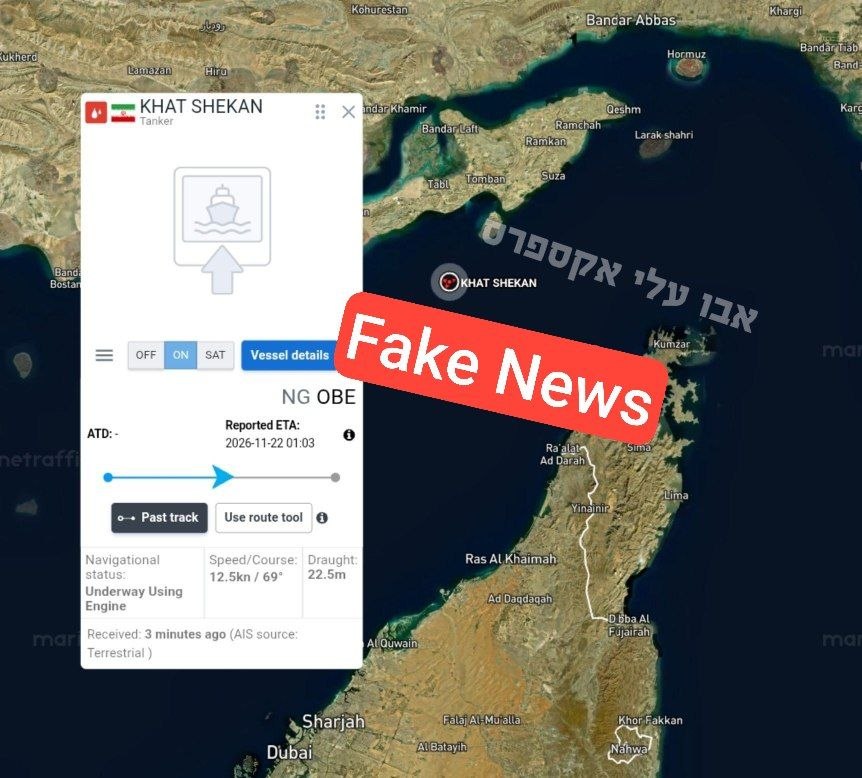 Kohurestan
Bandar Abbas
Khargi
رودبار
Kukherd
Lamazan
Hiru
Hormuz
Bandar Tiab
KHAT SHEKAN
Tanker
andar Khamir
Qeshm
Bandar Laft
Ramchah
Ramkan
Larak shahri
Tabl
Tomban
Suza
אבו עלי אקספרס
KHAT SHEKAN
Fake News
Kumzar
OFF
ON
SAT
Vessel details
NG OBE
ATD: -
Reported ETA:
2026-11-22 01:03
Ra'alat
Ad Darah
Sima
Lima
Past track
Use route tool
Yinainir
Navigational
status:
Underway Using
Engine
Speed/Course:
12.5kn / 69°
Draught:
22.5m
Ras Al Khaimah
Ad Daqdaqah
Dibba Al
Fujairah
Received: 3 minutes ago (AIS source:
Terrestrial )
Al Quwain
Sharjah
Dubai
Falaj Al-Mu'alla
Al Batayih
Khor Fakkan
Nahwa